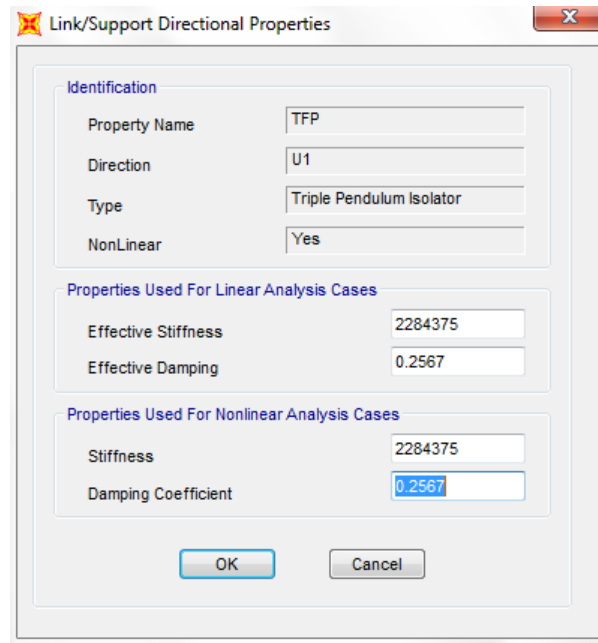 Link/Support Directional Properties
Identification
Property Name TFP
Direction U1
Type Triple Pendulum Isolator
NonLinear Yes
Properties Used For Linear Analysis Cases
Effective Stiffness 2284375
Effective Damping 0.2567
Properties Used For Nonlinear Analysis Cases
Stiffness 2284375
Damping Coefficient 0.2567
OK Cancel